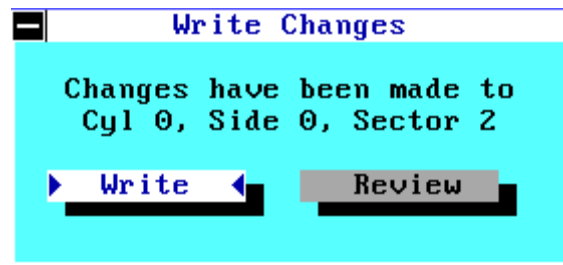 Write Changes
Changes have been made to
Cyl 0, Side 0, Sector 2
Write
Review